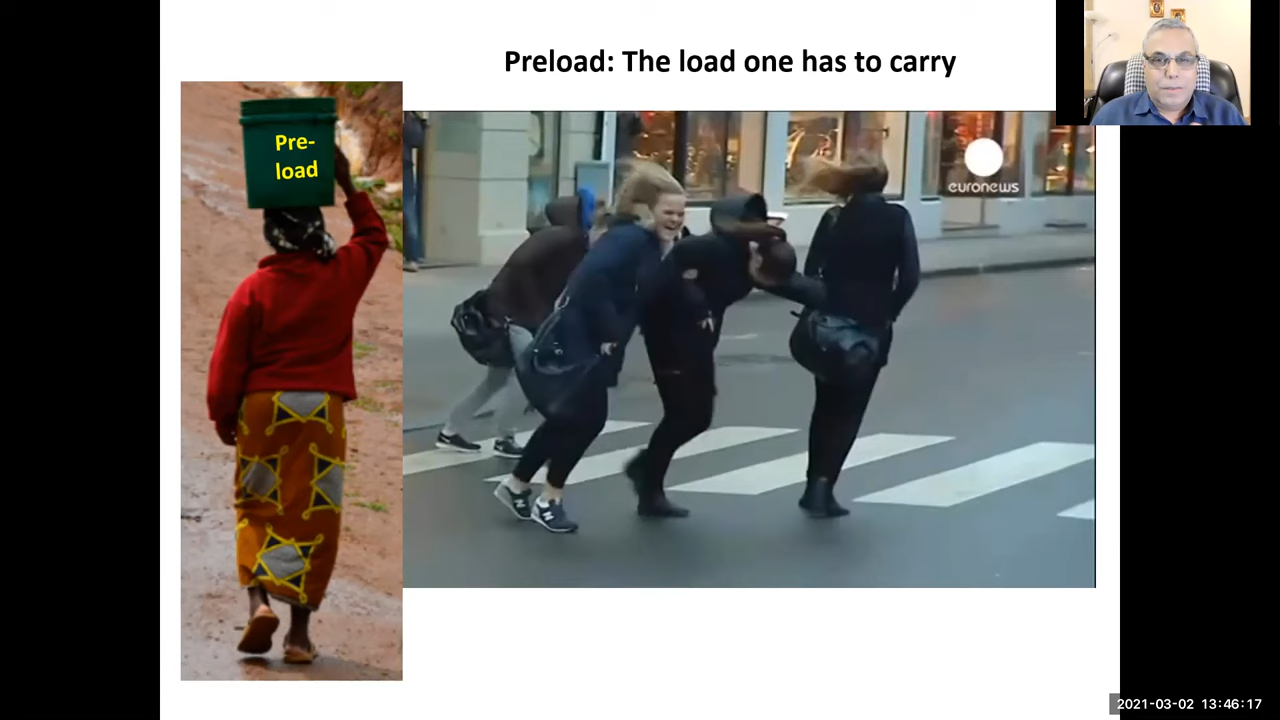 Preload: The load one has to carry
Pre-
load
euronews
N
N
2021-03-02 13:46:17